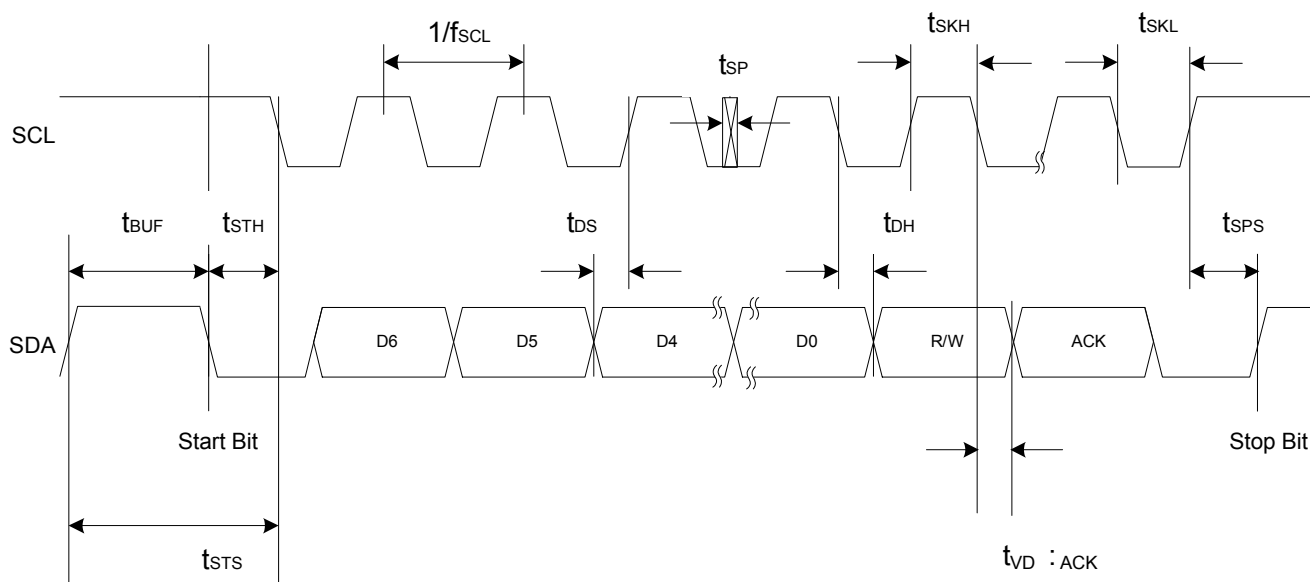 1/fSCL
tSKH
tSKL
tSP
SCL
tBUF
tSTH
tDS
tDH
tSPS
SDA
D6
D5
D4
D0
R/W
ACK
Start Bit
Stop Bit
tSTS
tVD : ACK